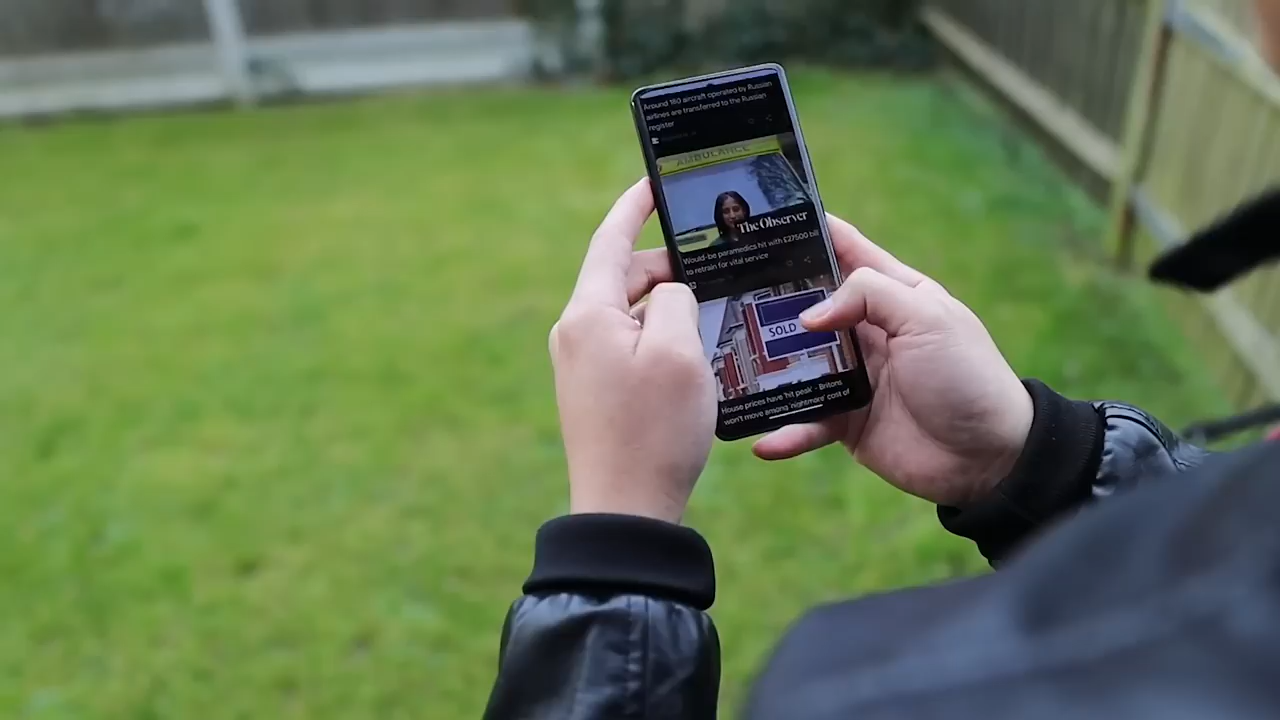 Around 180 aircraft operated by Russian
airlines are transferred to the Russian
register
AMBULANCE
The Observer
Would-be paramedics hit with £27500 bill
to retrain for vital service
SOLD
House prices have 'hit peak' - Britons
won't move among 'nightmare' cost of